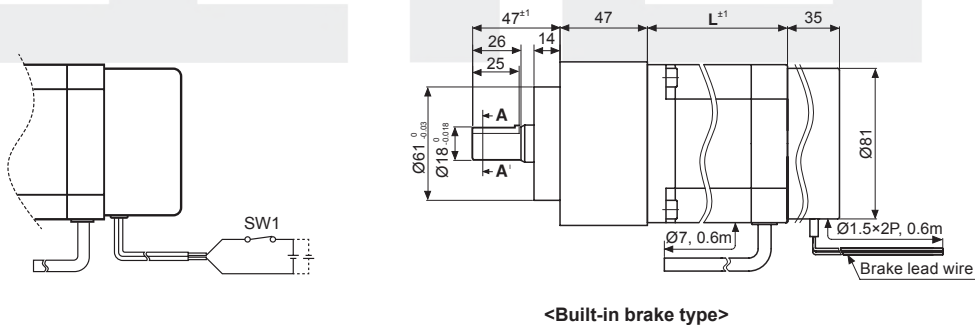 SW1
47±1 47 L±1 35
26 14
25
A
A'
Ø61 0 -0.03
Ø18 0 -0.018
Ø81
Ø7, 0.6m
Ø1.5×2P, 0.6m
Brake lead wire
<Built-in brake type>